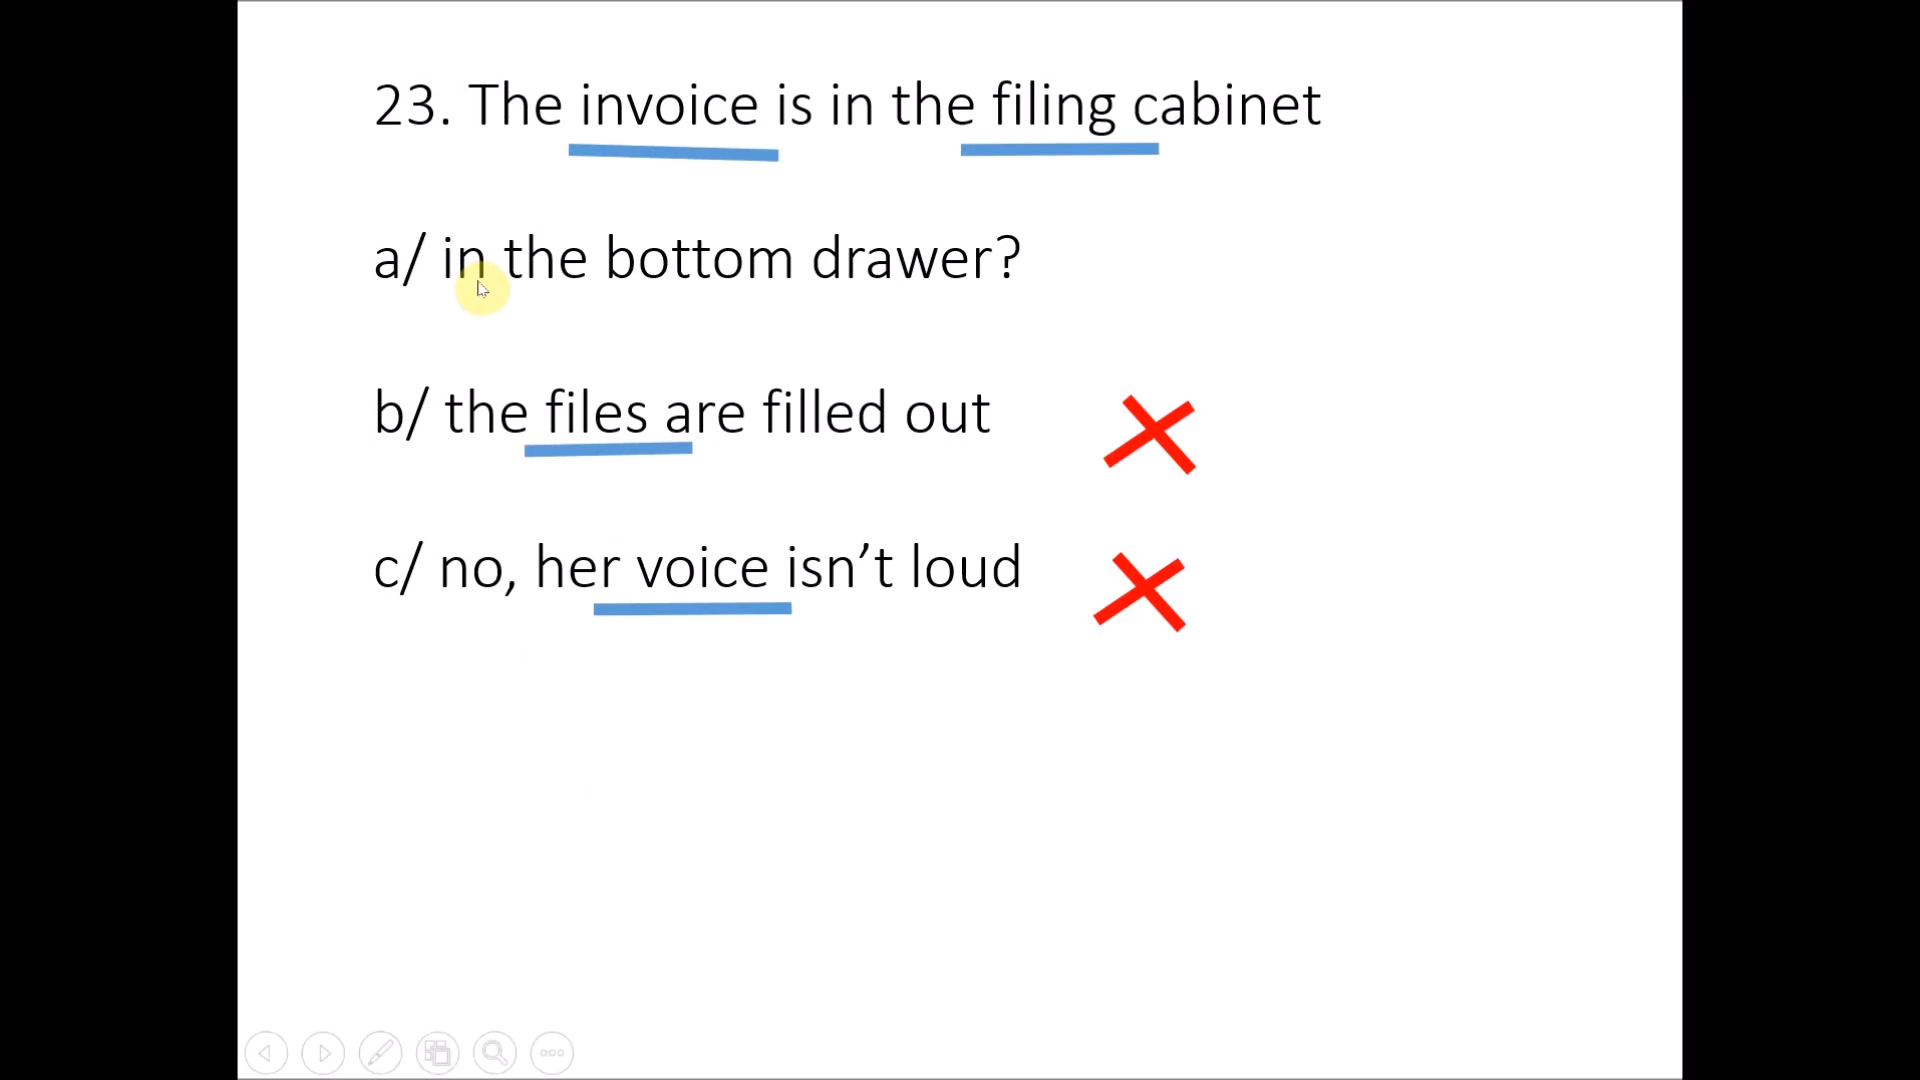 23. The invoice is in the filing cabinet
a/ in the bottom drawer?
b/ the files are filled out
c/ no, her voice isn’t loud